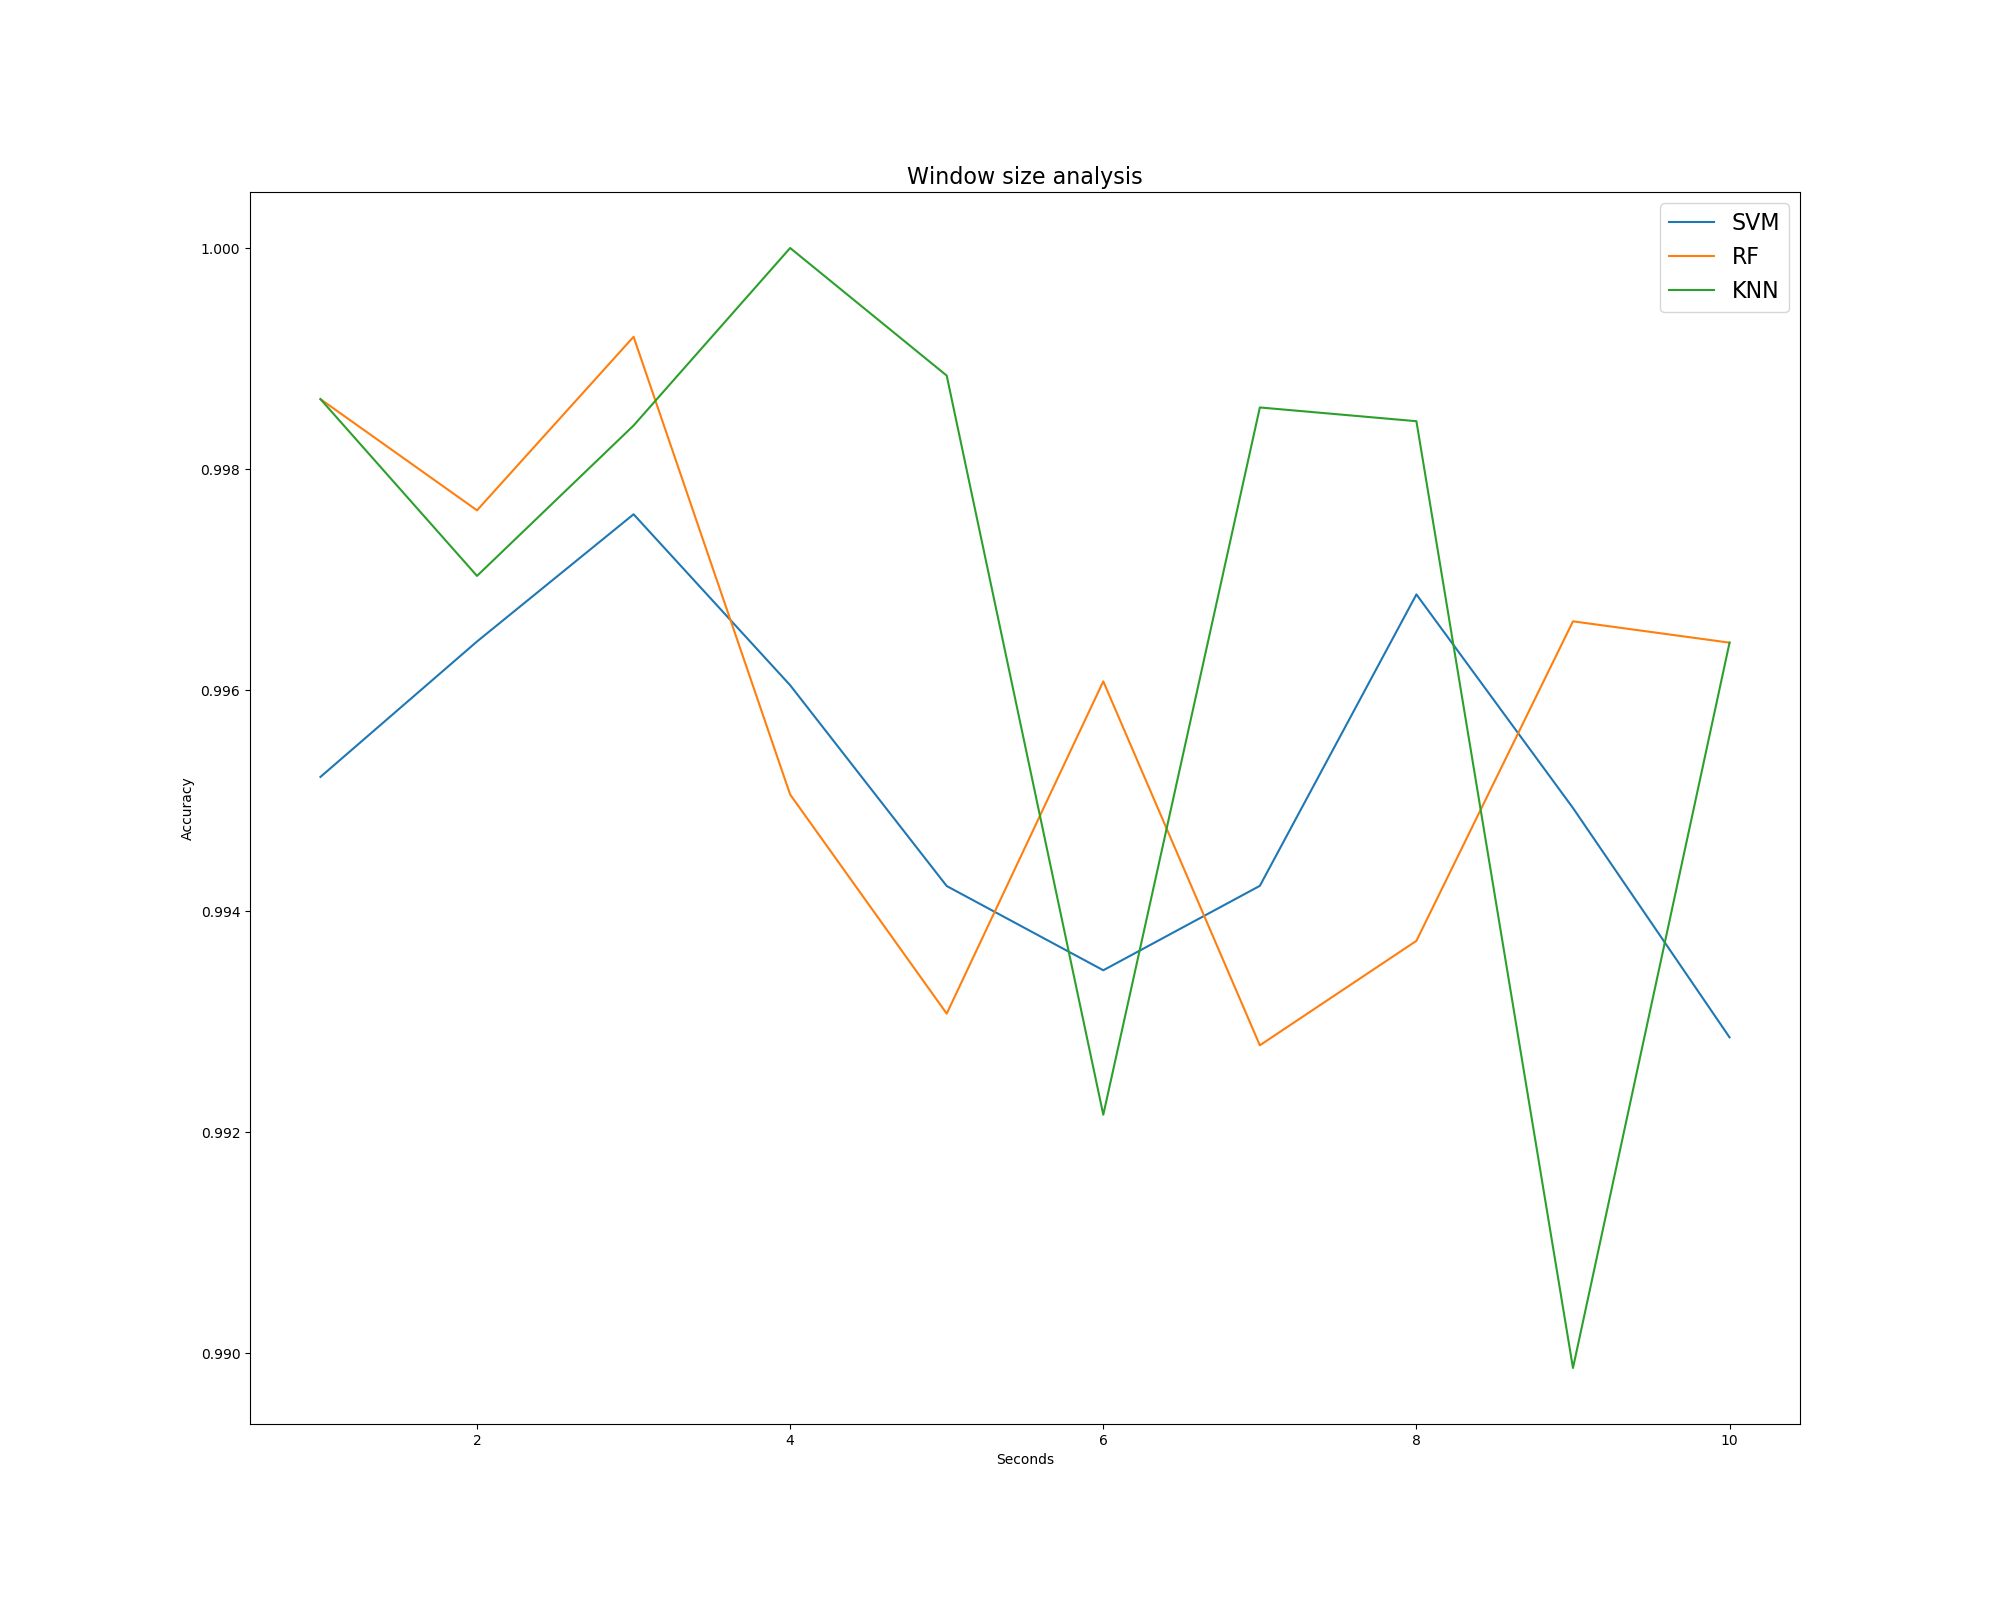 Window size analysis
SVM
RF
KNN
1.000
0.998
0.996
0.994
0.992
0.990
Accuracy
2 4 6 8 10
Seconds